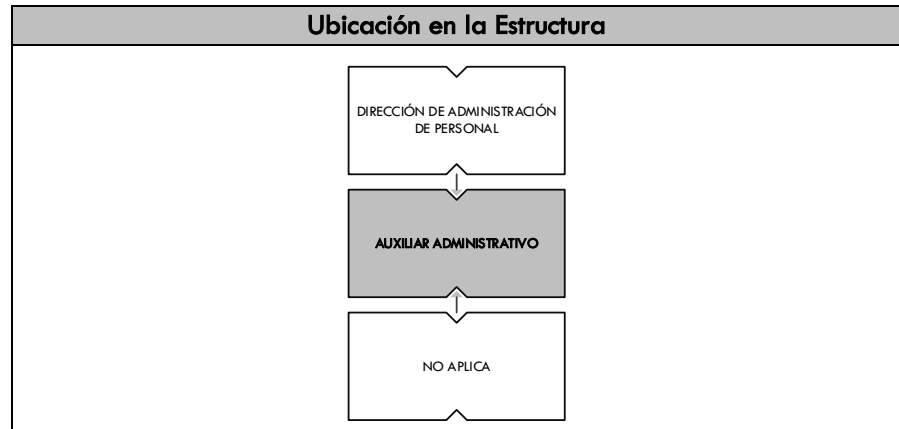 Ubicación en la Estructura
DIRECCIÓN DE ADMINISTRACIÓN
DE PERSONAL
AUXILIAR ADMINISTRATIVO
NO APLICA